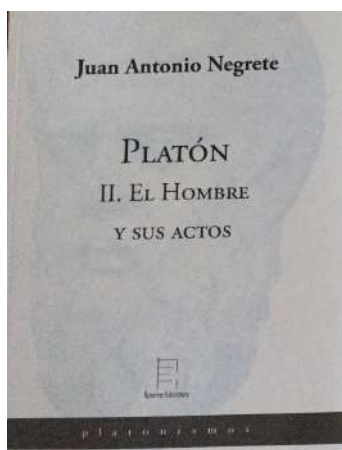 Juan Antonio Negrete
PLATÓN
II. EL HOMBRE
Y SUS ACTOS
platonismos